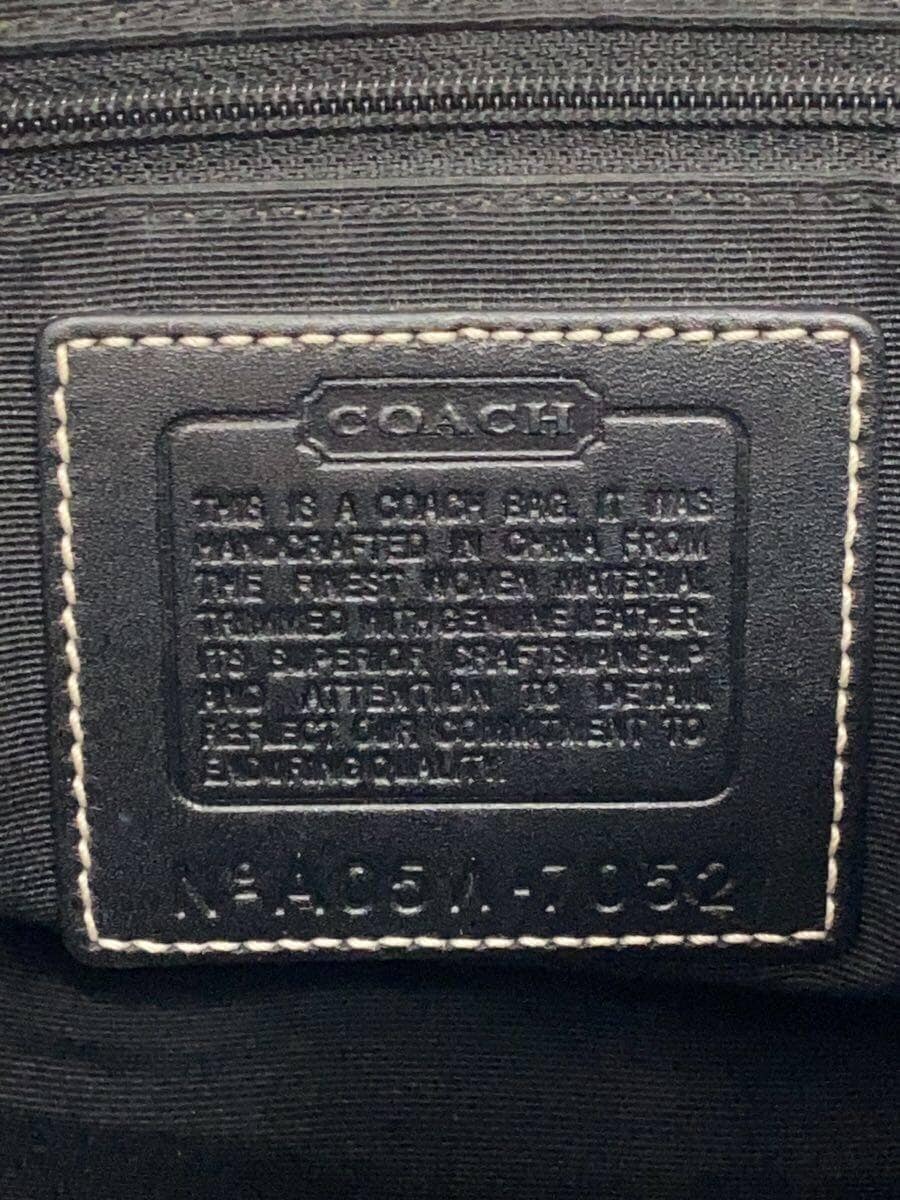 COACH
THIS IS A COACH BAG. IT WAS
HANDCRAFTED IN CHINA FROM
THE FINEST WOVEN MATERIAL
TRIMMED WITH GENUINE LEATHER.
ITS SUPERIOR CRAFTSMANSHIP
AND ATTENTION TO DETAIL
REFLECT OUR COMMITMENT TO
ENDURING QUALITY.